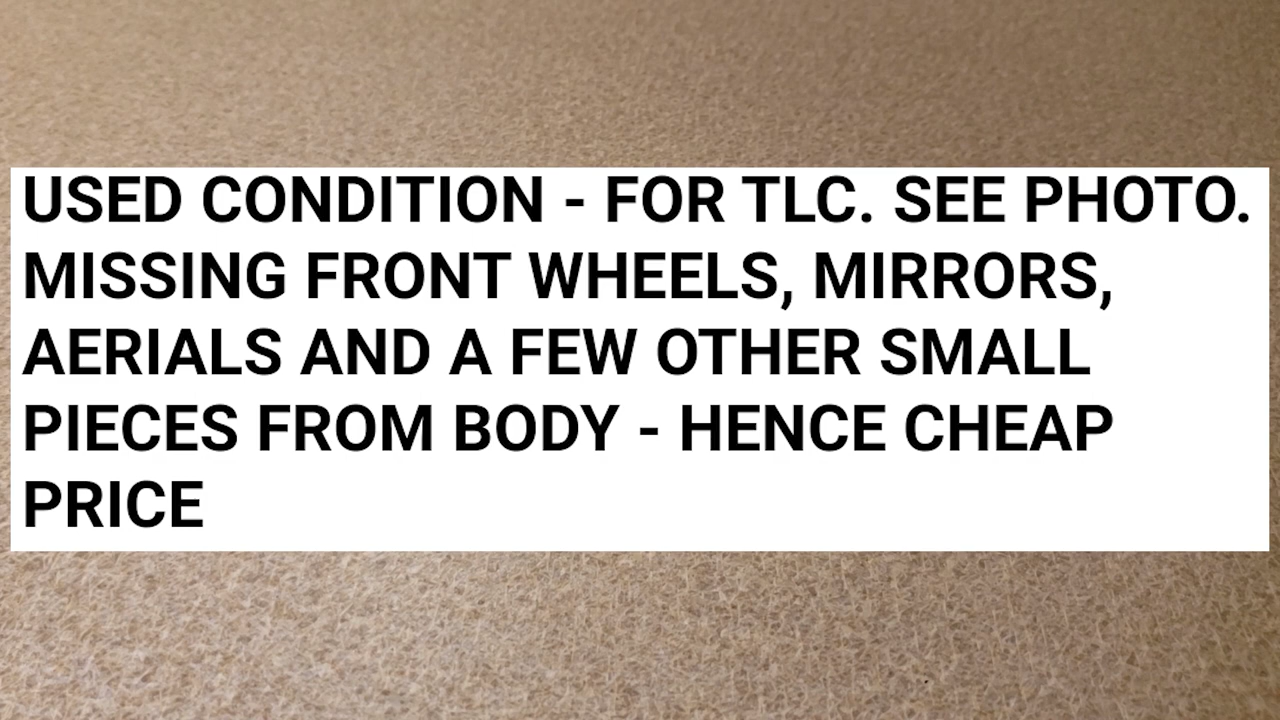 USED CONDITION - FOR TLC. SEE PHOTO.
MISSING FRONT WHEELS, MIRRORS,
AERIALS AND A FEW OTHER SMALL
PIECES FROM BODY - HENCE CHEAP
PRICE